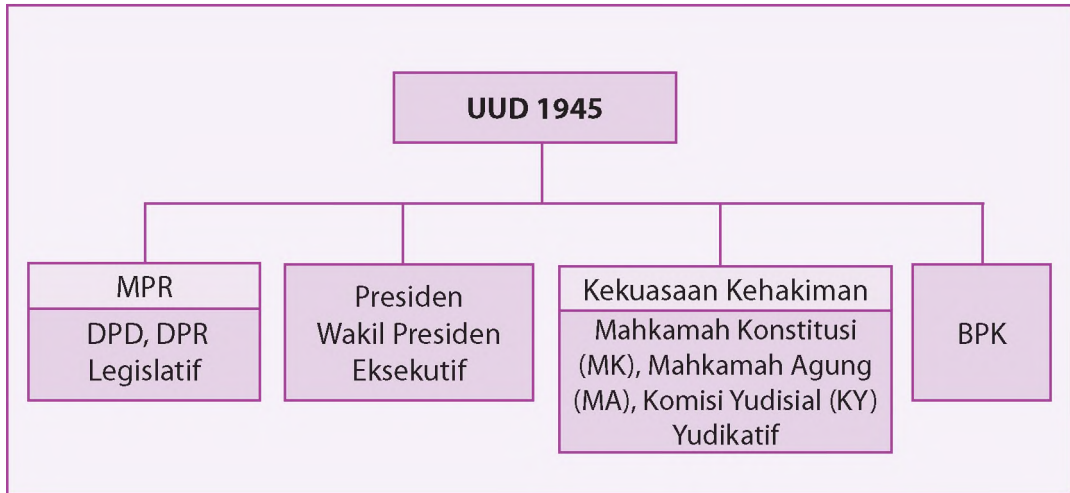 UUD 1945
MPR
DPD, DPR
Legislatif
Presiden
Wakil Presiden
Eksekutif
Kekuasaan Kehakiman
Mahkamah Konstitusi
(MK), Mahkamah Agung
(MA), Komisi Yudisial (KY)
Yudikatif
BPK